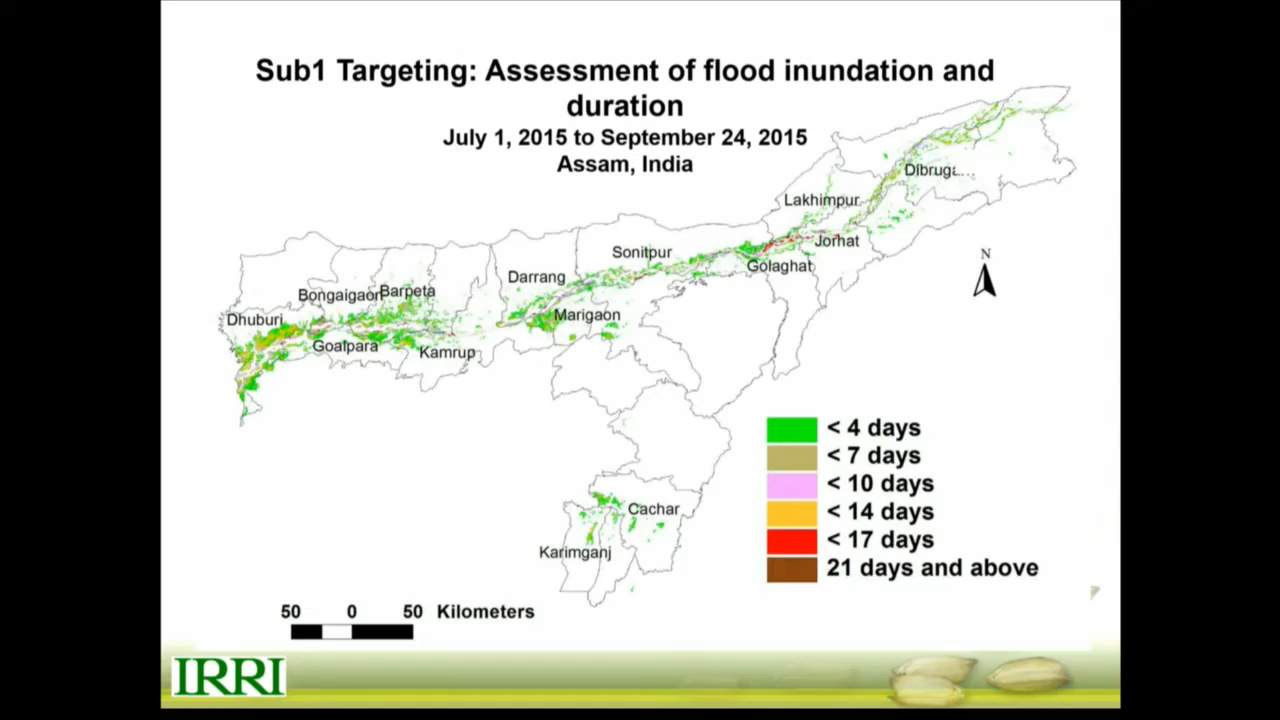 Sub1 Targeting: Assessment of flood inundation and
duration
July 1, 2015 to September 24, 2015
Assam, India
Dibruga...
Lakhimpur
Jorhat
Sonitpur
Golaghat
Darrang
Bongaigaon
Barpeta
Marigaon
Dhuburi
Goalpara
Kamrup
N
< 4 days
< 7 days
< 10 days
< 14 days
< 17 days
21 days and above
Cachar
Karimganj
50 0 50 Kilometers
IRRI